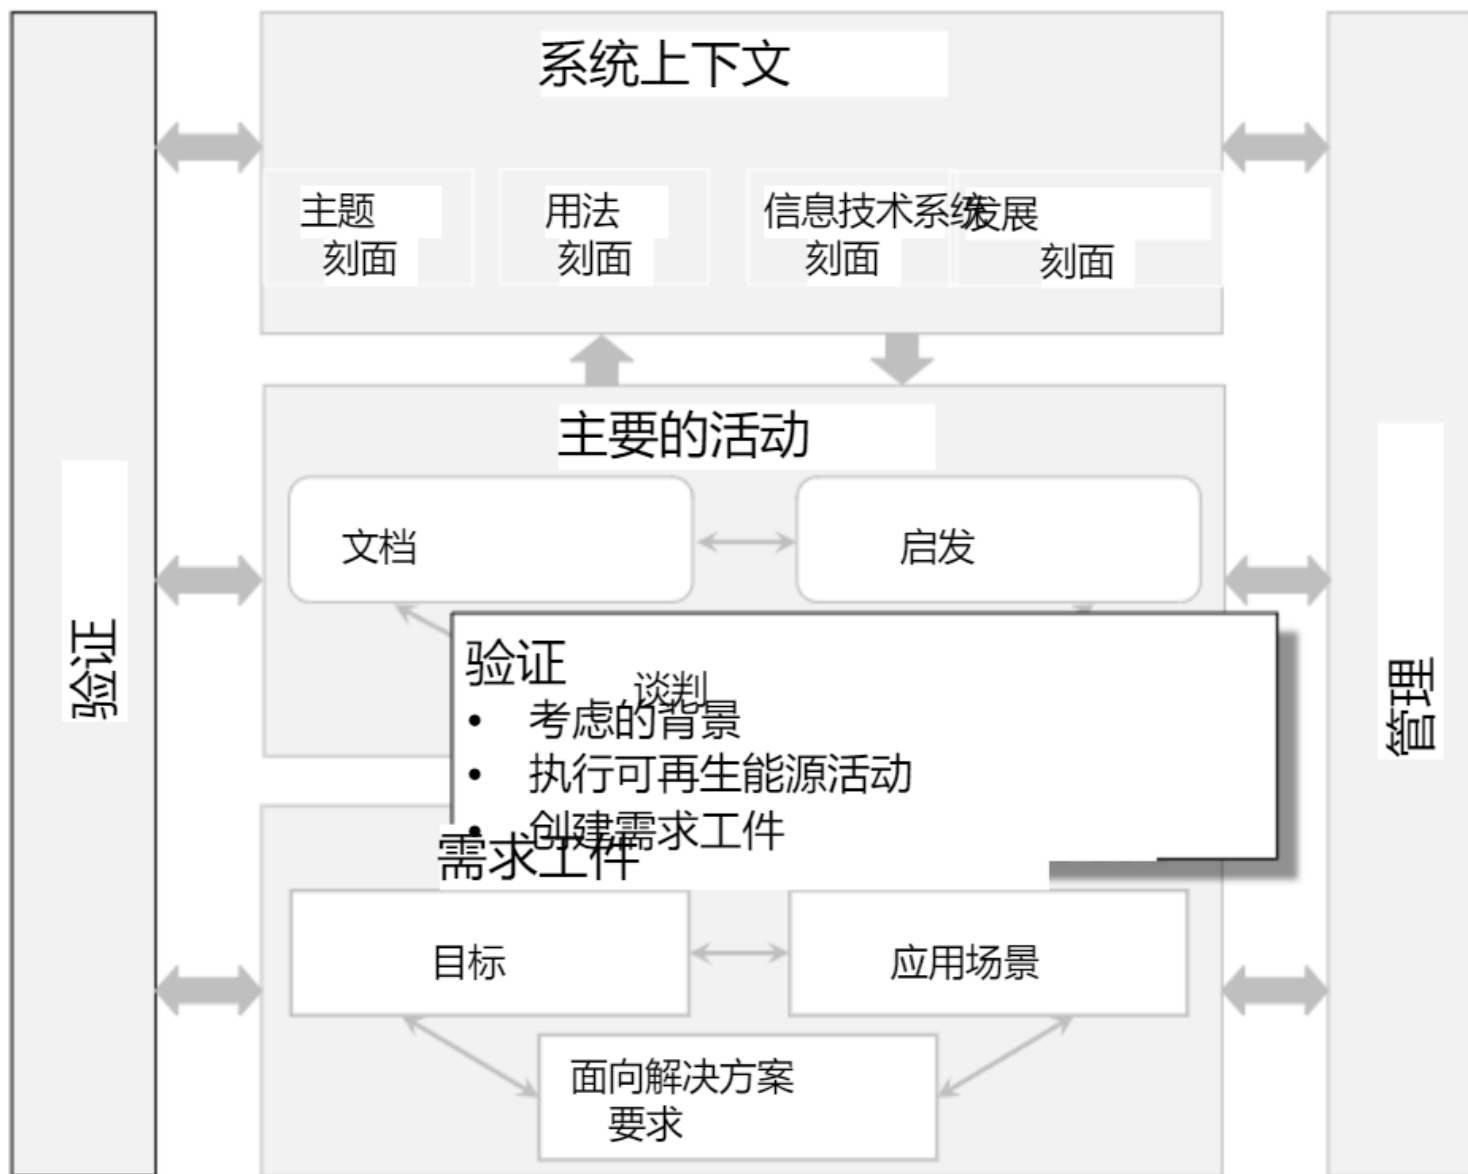 系统上下文
主题
刻面
用法
刻面
信息技术系统
刻面
发展
刻面
主要的活动
文档
启发
验证
谈判
考虑的背景
• 执行可再生能源活动
• 创建需求工件
需求工件
目标
应用场景
面向解决方案
要求
验证
管理